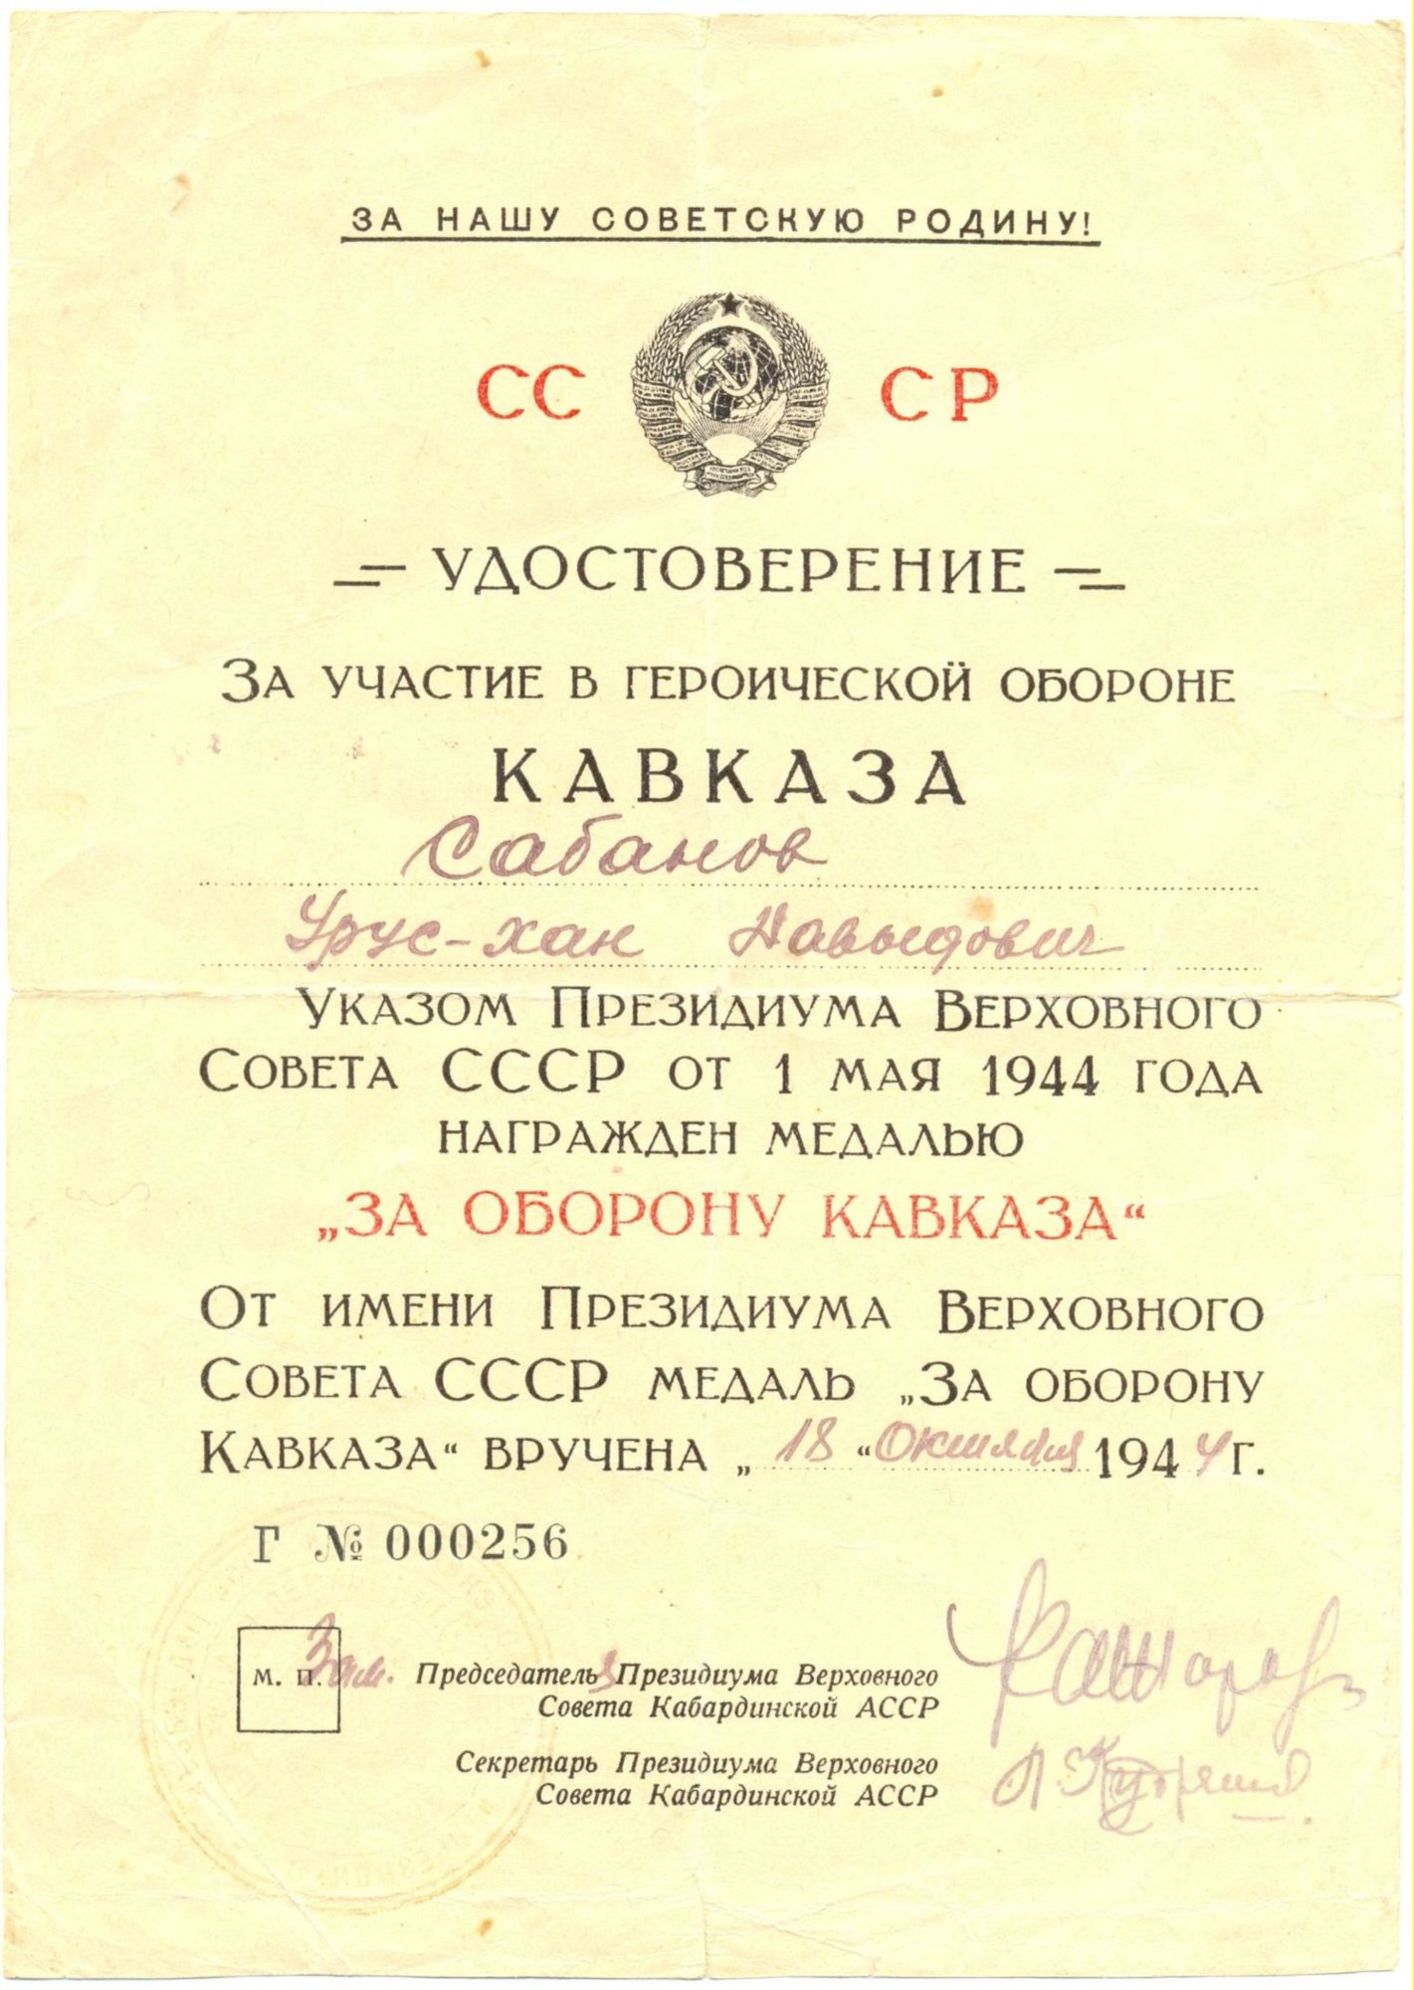 ЗА НАШУ СОВЕТСКУЮ РОДИНУ!
СС СР
УДОСТОВЕРЕНИЕ
За участие в героической обороне
КАВКАЗА
Сабанов
Урус-хан Навыдович
Указом Президиума Верховного
Совета СССР от 1 мая 1944 года
награжден медалью
„ЗА ОБОРОНУ КАВКАЗА“
От имени Президиума Верховного
Совета СССР медаль „За оборону
Кавказа“ вручена „ 18 “ Октября 1944 г.
Г № 000256
М. П. Зам. Председателя Президиума Верховного
Совета Кабардинской АССР
Секретарь Президиума Верховного
Совета Кабардинской АССР